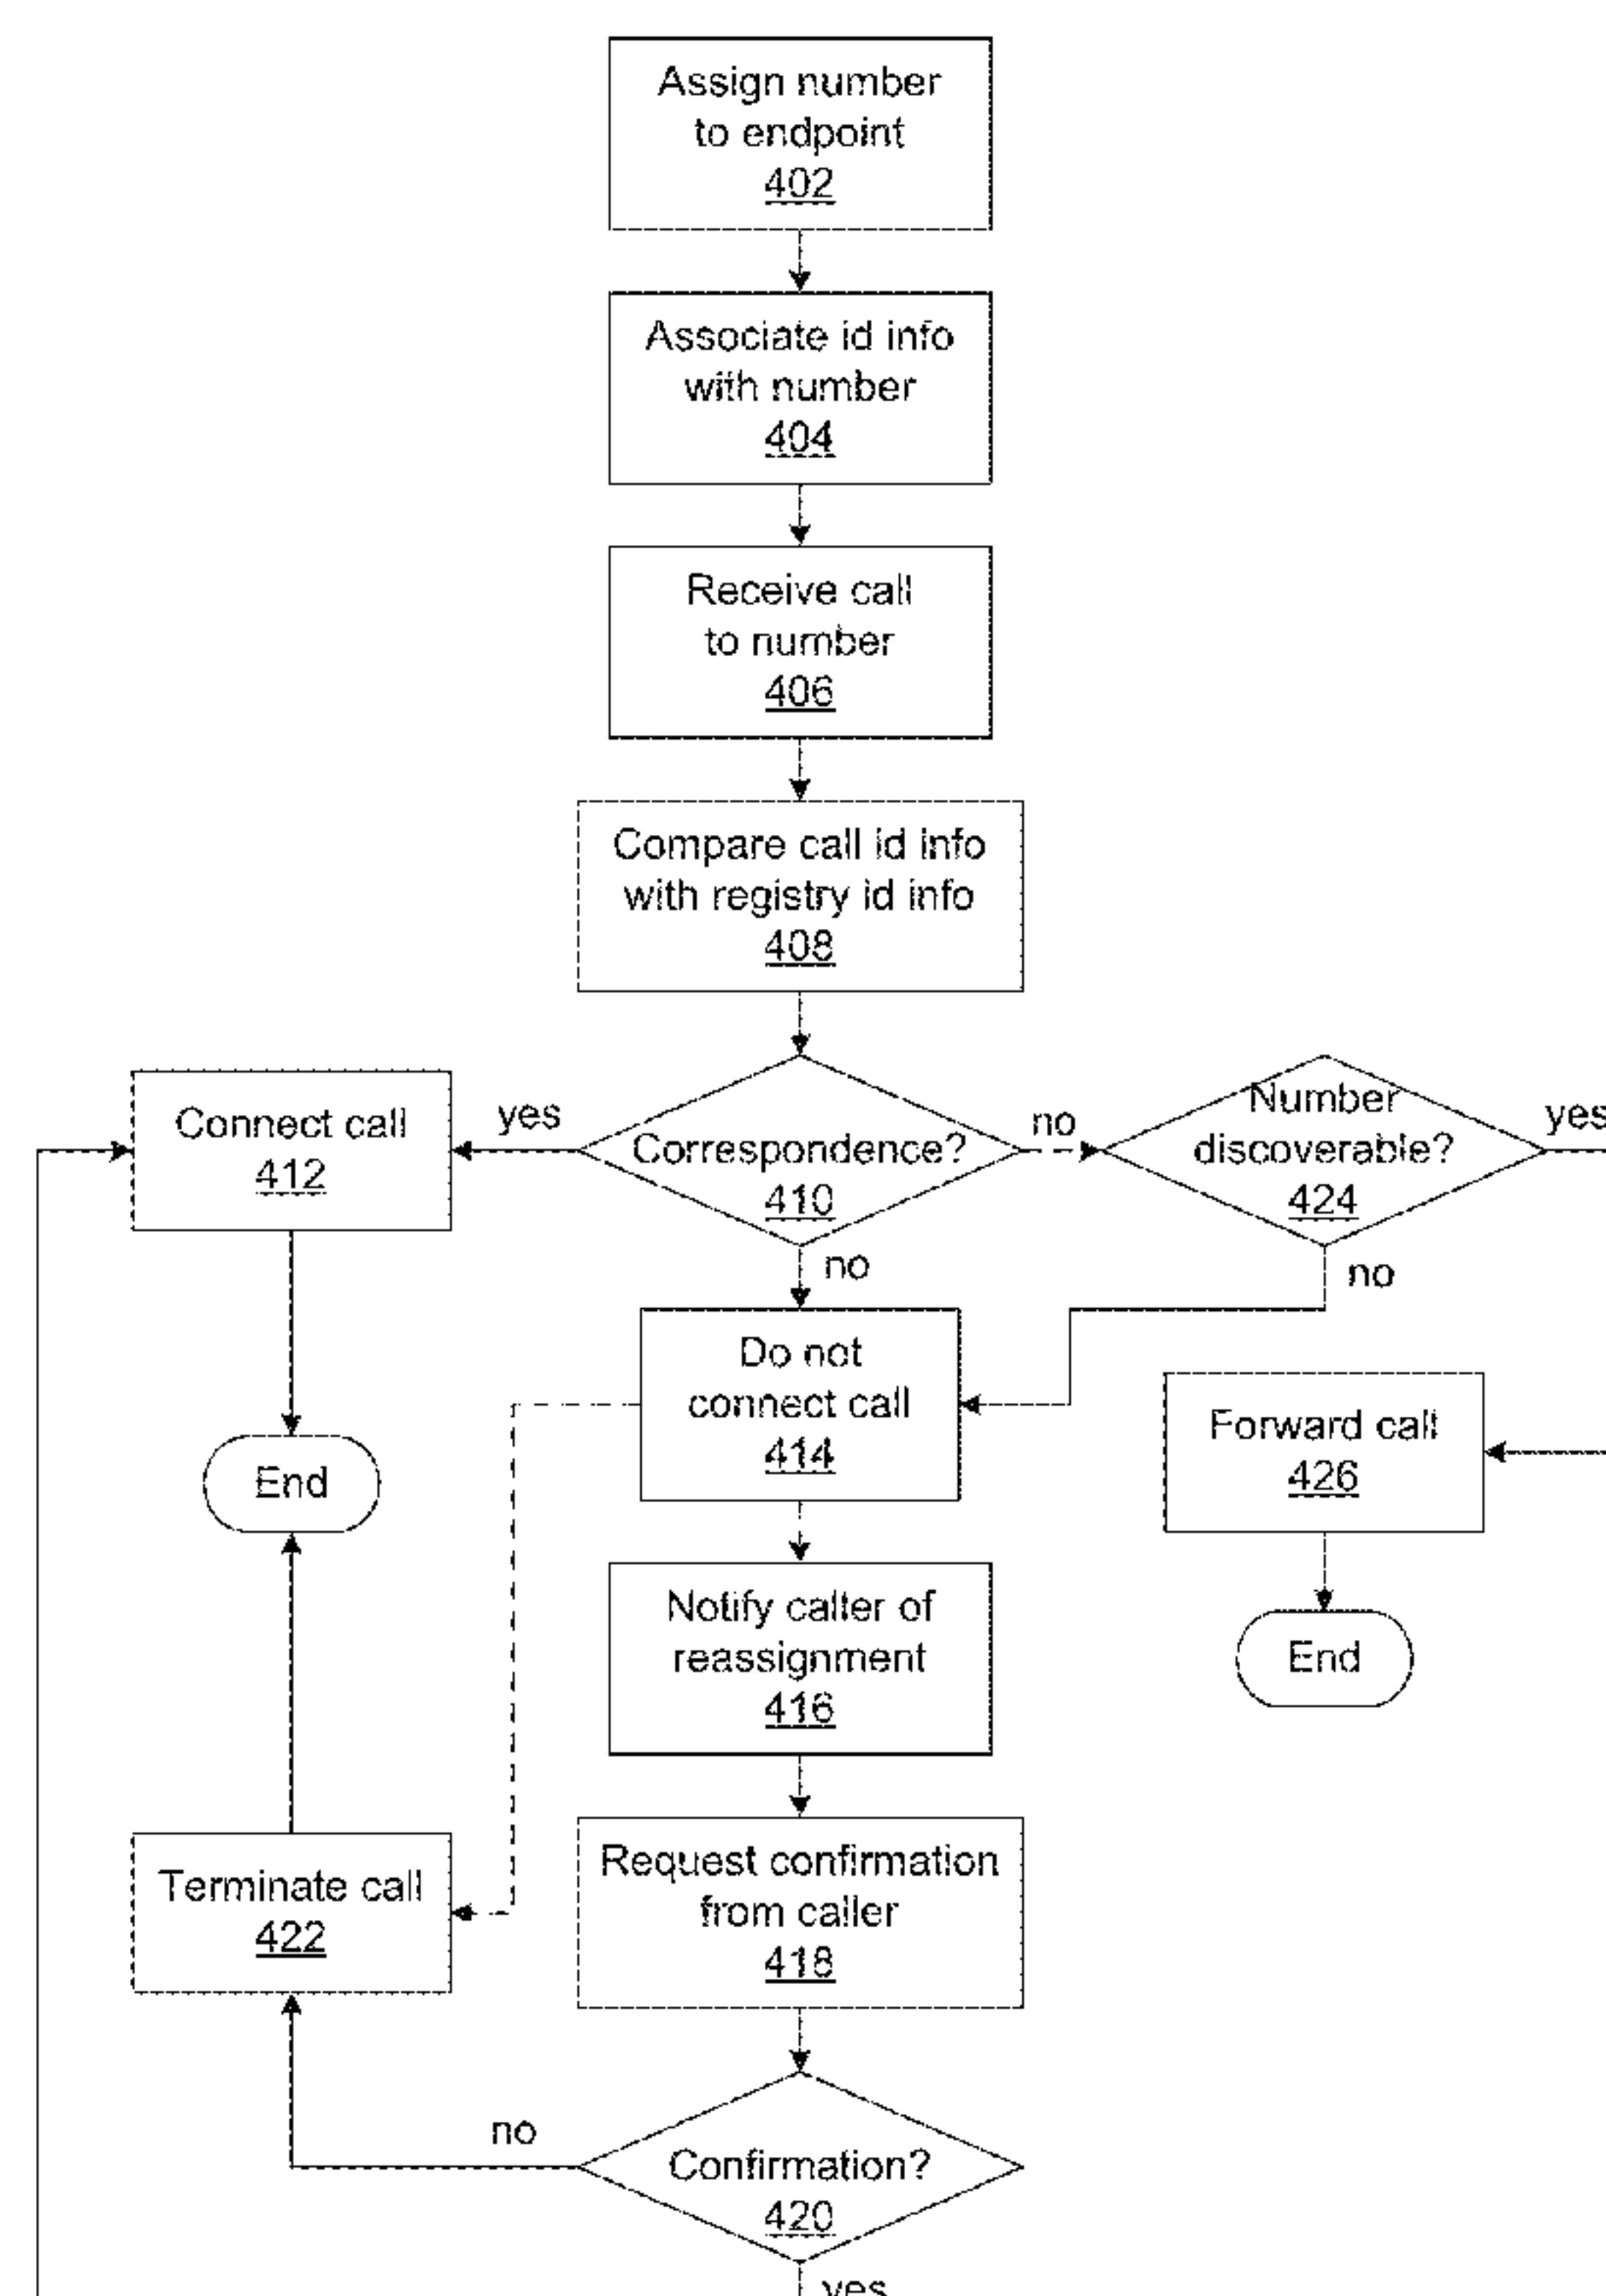 Assign number
to endpoint
402
Associate id info
with number
404
Receive call
to number
406
Compare call id info
with registry id info
408
Connect call
412
yes
Correspondence?
410
no
Number
discoverable?
424
yes
no
no
Do not
connect call
414
Forward call
426
End
End
Notify caller of
reassignment
416
Request confirmation
from caller
418
Terminate call
422
no
Confirmation?
420
yes